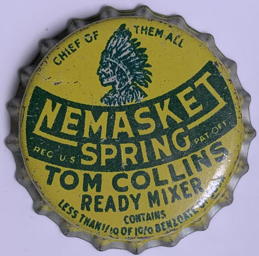 CHIEF OF THEM ALL
NEMASKET
SPRING
REG U.S. PAT. OFF.
TOM COLLINS
READY MIXER
CONTAINS
LESS THAN 1/10 OF 1% BENZOATE